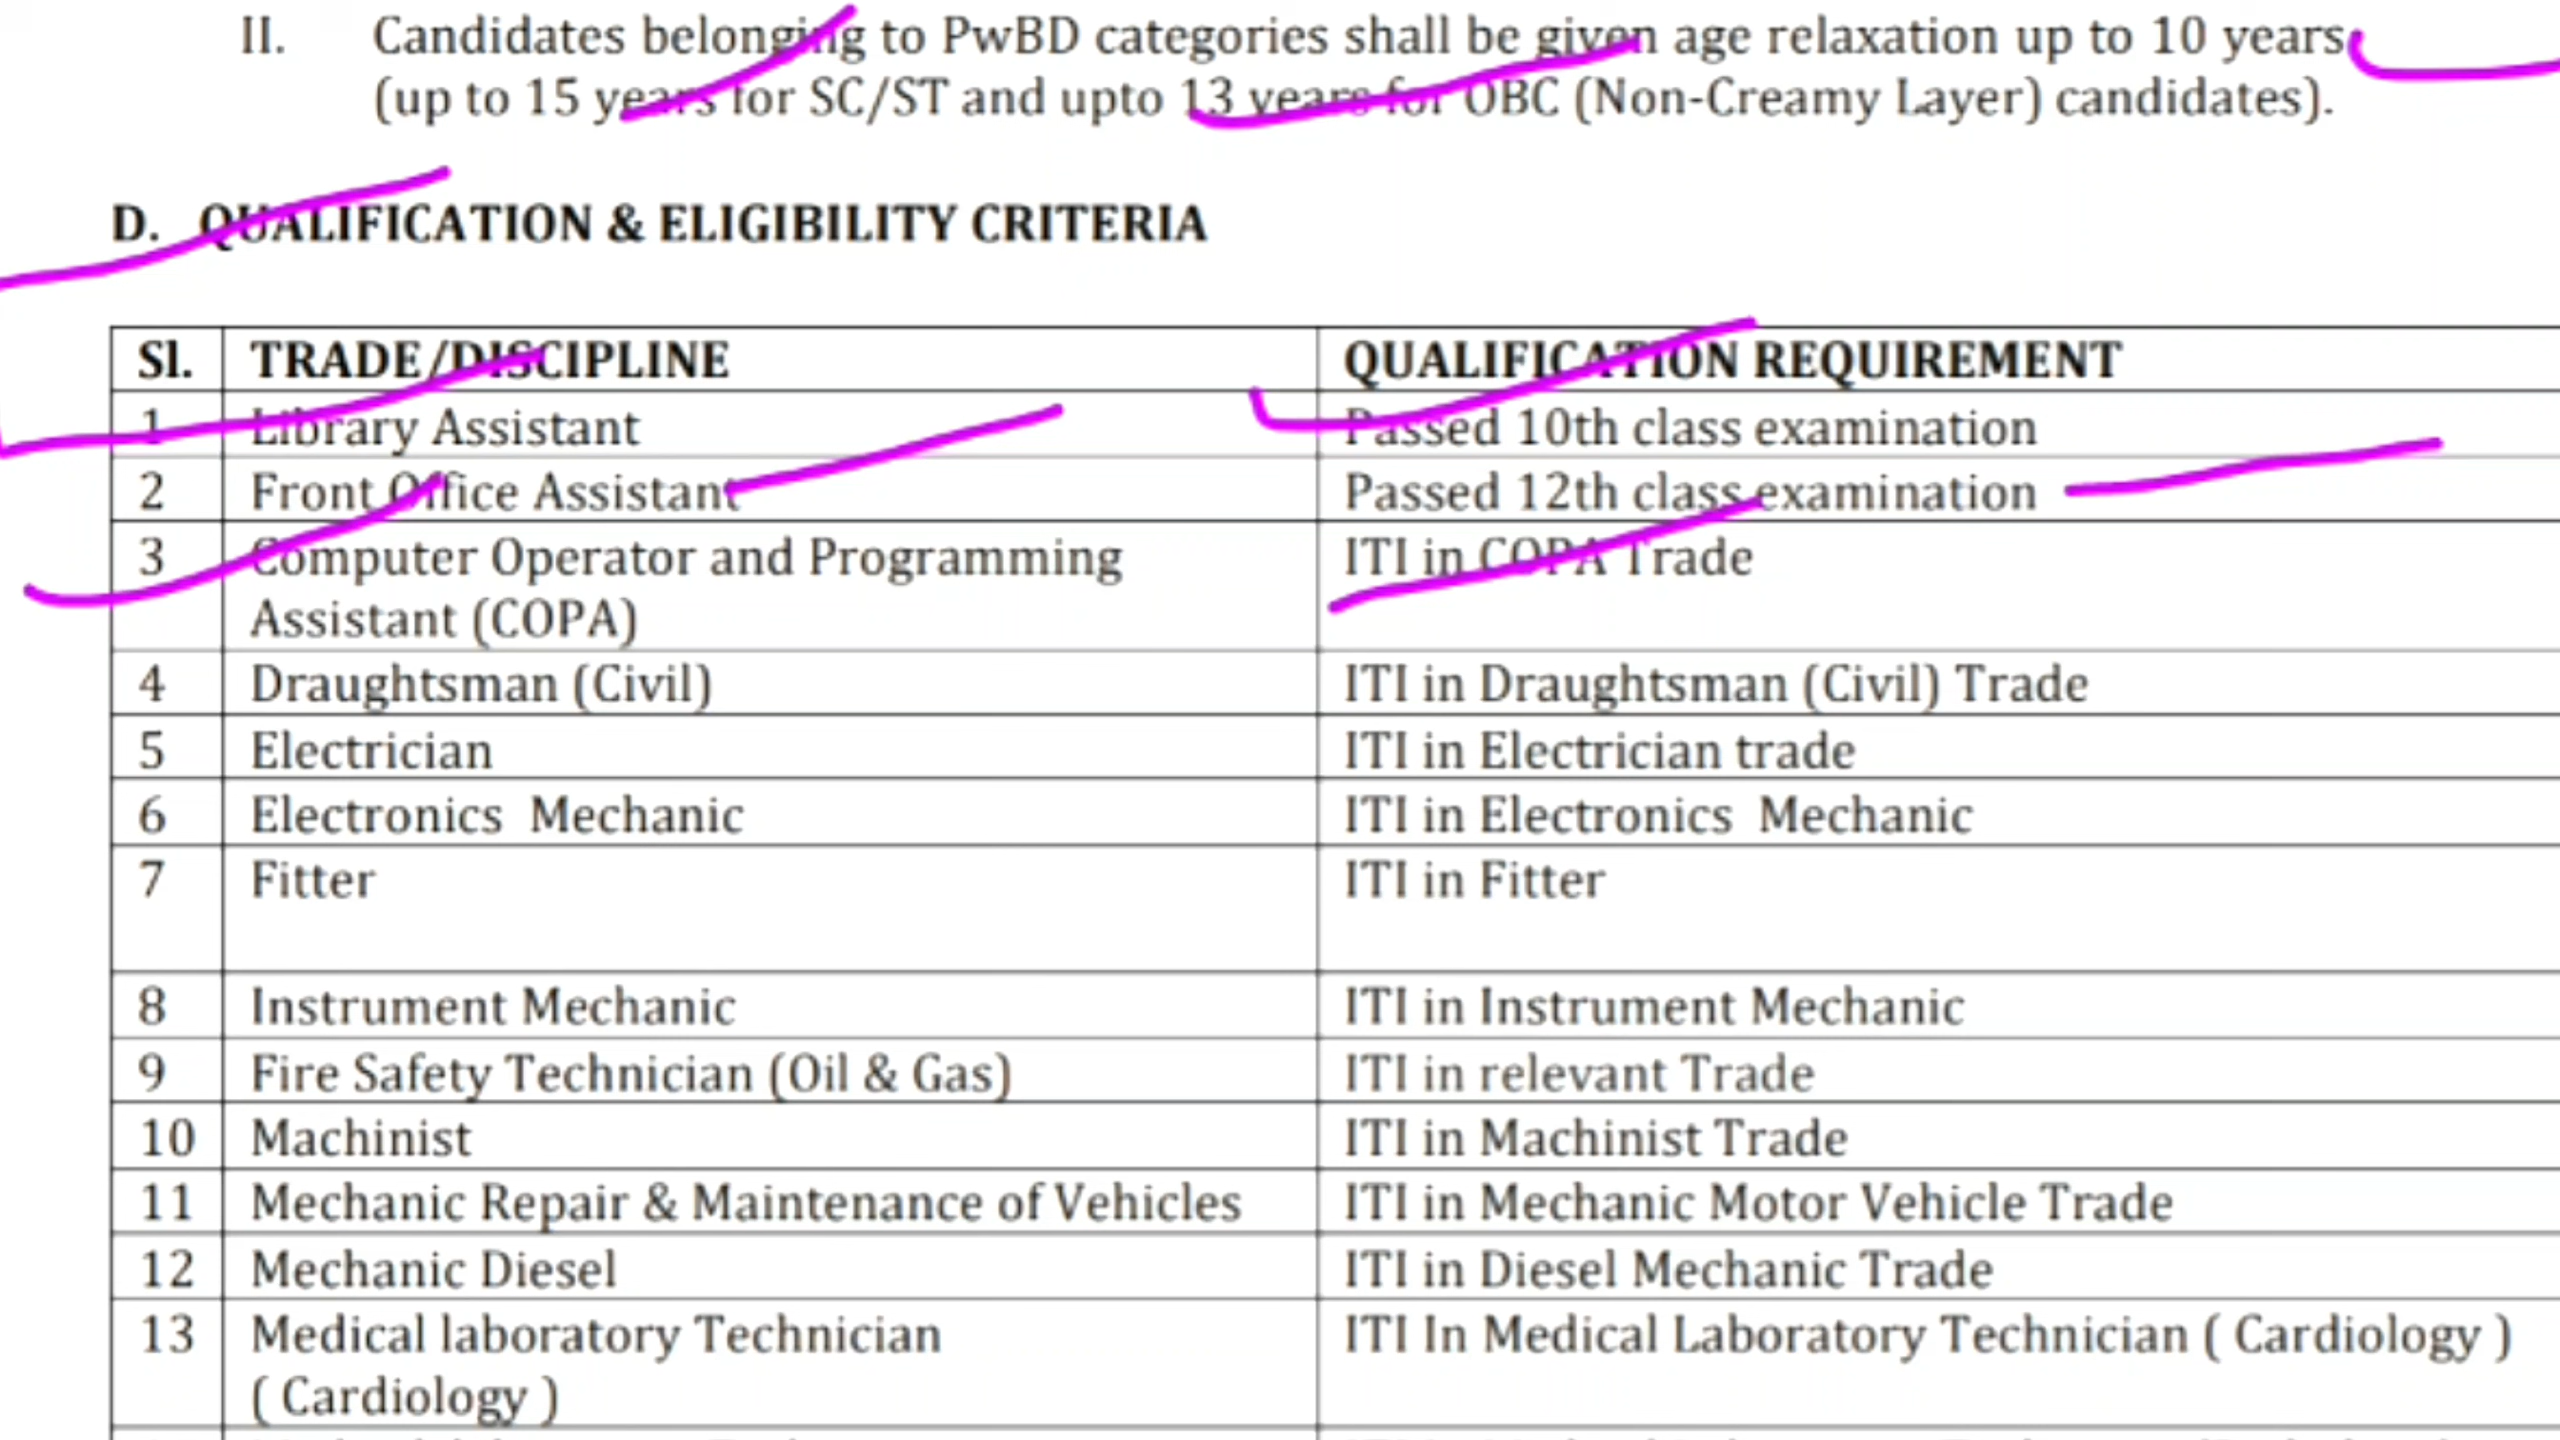 II. Candidates belonging to PwBD categories shall be given age relaxation up to 10 years
(up to 15 years for SC/ST and upto 13 years for OBC (Non-Creamy Layer) candidates).
D. QUALIFICATION & ELIGIBILITY CRITERIA
Sl. TRADE/DISCIPLINE QUALIFICATION REQUIREMENT
1 Library Assistant Passed 10th class examination
2 Front Office Assistant Passed 12th class examination
3 Computer Operator and Programming ITI in COPA Trade
Assistant (COPA)
4 Draughtsman (Civil) ITI in Draughtsman (Civil) Trade
5 Electrician ITI in Electrician trade
6 Electronics Mechanic ITI in Electronics Mechanic
7 Fitter ITI in Fitter
8 Instrument Mechanic ITI in Instrument Mechanic
9 Fire Safety Technician (Oil & Gas) ITI in relevant Trade
10 Machinist ITI in Machinist Trade
11 Mechanic Repair & Maintenance of Vehicles ITI in Mechanic Motor Vehicle Trade
12 Mechanic Diesel ITI in Diesel Mechanic Trade
13 Medical laboratory Technician ITI In Medical Laboratory Technician ( Cardiology )
( Cardiology )